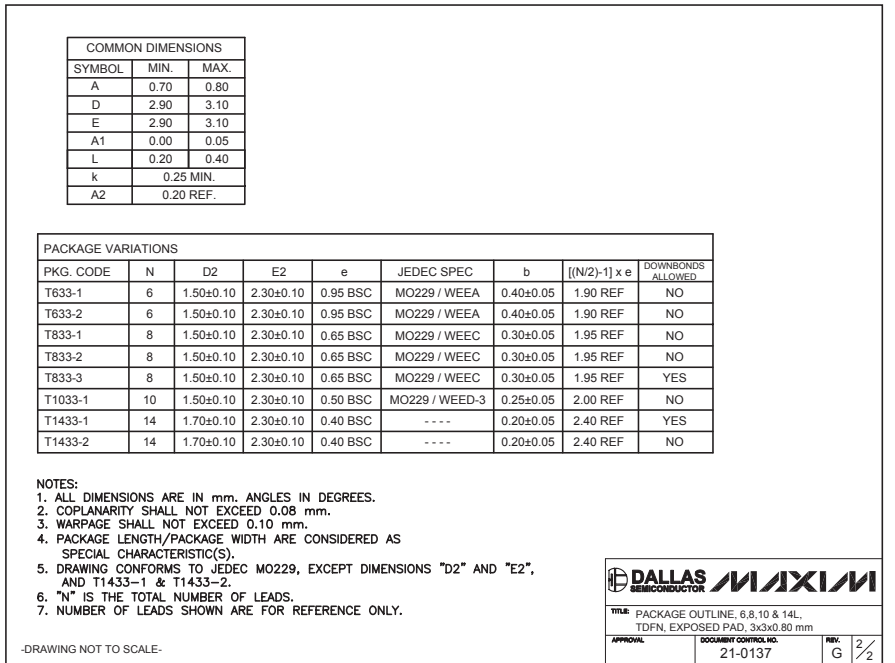 COMMON DIMENSIONS
SYMBOL MIN. MAX.
A 0.70 0.80
D 2.90 3.10
E 2.90 3.10
A1 0.00 0.05
L 0.20 0.40
k 0.25 MIN.
A2 0.20 REF.
PACKAGE VARIATIONS
PKG. CODE N D2 E2 e JEDEC SPEC b [(N/2)-1] x e DOWNBONDS ALLOWED
T633-1 6 1.50±0.10 2.30±0.10 0.95 BSC MO229 / WEEA 0.40±0.05 1.90 REF NO
T633-2 6 1.50±0.10 2.30±0.10 0.95 BSC MO229 / WEEA 0.40±0.05 1.90 REF NO
T833-1 8 1.50±0.10 2.30±0.10 0.65 BSC MO229 / WEEC 0.30±0.05 1.95 REF NO
T833-2 8 1.50±0.10 2.30±0.10 0.65 BSC MO229 / WEEC 0.30±0.05 1.95 REF NO
T833-3 8 1.50±0.10 2.30±0.10 0.65 BSC MO229 / WEEC 0.30±0.05 1.95 REF YES
T1033-1 10 1.50±0.10 2.30±0.10 0.50 BSC MO229 / WEED-3 0.25±0.05 2.00 REF NO
T1433-1 14 1.70±0.10 2.30±0.10 0.40 BSC - - - - 0.20±0.05 2.40 REF YES
T1433-2 14 1.70±0.10 2.30±0.10 0.40 BSC - - - - 0.20±0.05 2.40 REF NO
NOTES:
1. ALL DIMENSIONS ARE IN mm. ANGLES IN DEGREES.
2. COPLANARITY SHALL NOT EXCEED 0.08 mm.
3. WARPAGE SHALL NOT EXCEED 0.10 mm.
4. PACKAGE LENGTH/PACKAGE WIDTH ARE CONSIDERED AS
SPECIAL CHARACTERISTIC(S).
5. DRAWING CONFORMS TO JEDEC MO229, EXCEPT DIMENSIONS "D2" AND "E2",
AND T1433-1 & T1433-2.
6. "N" IS THE TOTAL NUMBER OF LEADS.
7. NUMBER OF LEADS SHOWN ARE FOR REFERENCE ONLY.
-DRAWING NOT TO SCALE-
DALLAS SEMICONDUCTOR MAXIM
TITLE: PACKAGE OUTLINE, 6,8,10 & 14L,
TDFN, EXPOSED PAD, 3x3x0.80 mm
APPROVAL DOCUMENT CONTROL NO. REV.
21-0137 G 2/2